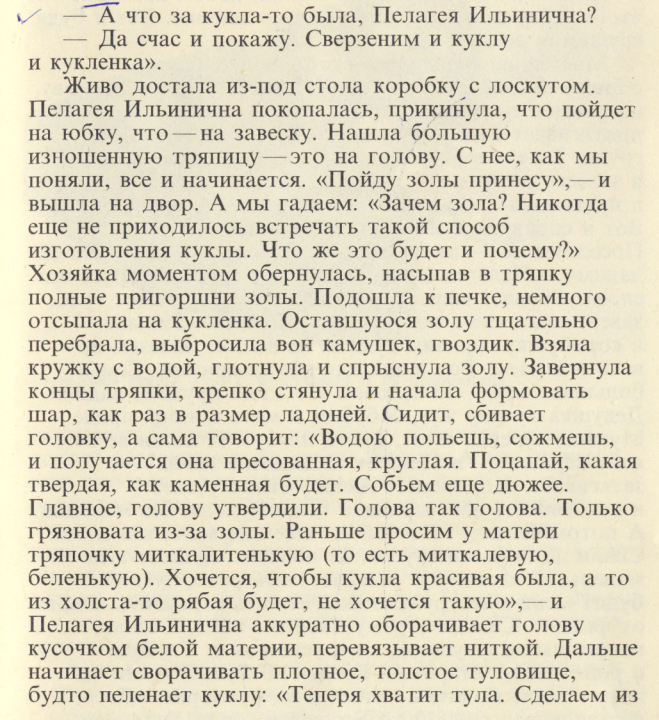 — А что за кукла-то была, Пелагея Ильинична?
— Да счас и покажу. Сверзеним и куклу
и кукленка».
Живо достала из-под стола коробку с лоскутом.
Пелагея Ильинична покопалась, прикинула, что пойдет
на юбку, что — на завеску. Нашла большую
изношенную тряпицу — это на голову. С нее, как мы
поняли, все и начинается. «Пойду золы принесу»,— и
вышла на двор. А мы гадаем: «Зачем зола? Никогда
еще не приходилось встречать такой способ
изготовления куклы. Что же это будет и почему?»
Хозяйка моментом обернулась, насыпав в тряпку
полные пригоршни золы. Подошла к печке, немного
отсыпала на кукленка. Оставшуюся золу тщательно
перебрала, выбросила вон камушек, гвоздик. Взяла
кружку с водой, глотнула и спрыснула золу. Завернула
концы тряпки, крепко стянула и начала формовать
шар, как раз в размер ладоней. Сидит, сбивает
головку, а сама говорит: «Водою польешь, сожмешь,
и получается она пресованная, круглая. Поцапай, какая
твердая, как каменная будет. Собьем еще дюжее.
Главное, голову утвердили. Голова так голова. Только
грязновата из-за золы. Раньше просим у матери
тряпочку миткалитенькую (то есть миткалевую,
беленькую). Хочется, чтобы кукла красивая была, а то
из холста-то рябая будет, не хочется такую»,— и
Пелагея Ильинична аккуратно оборачивает голову
кусочком белой материи, перевязывает ниткой. Дальше
начинает сворачивать плотное, толстое туловище,
будто пеленает куклу: «Теперя хватит тула. Сделаем из